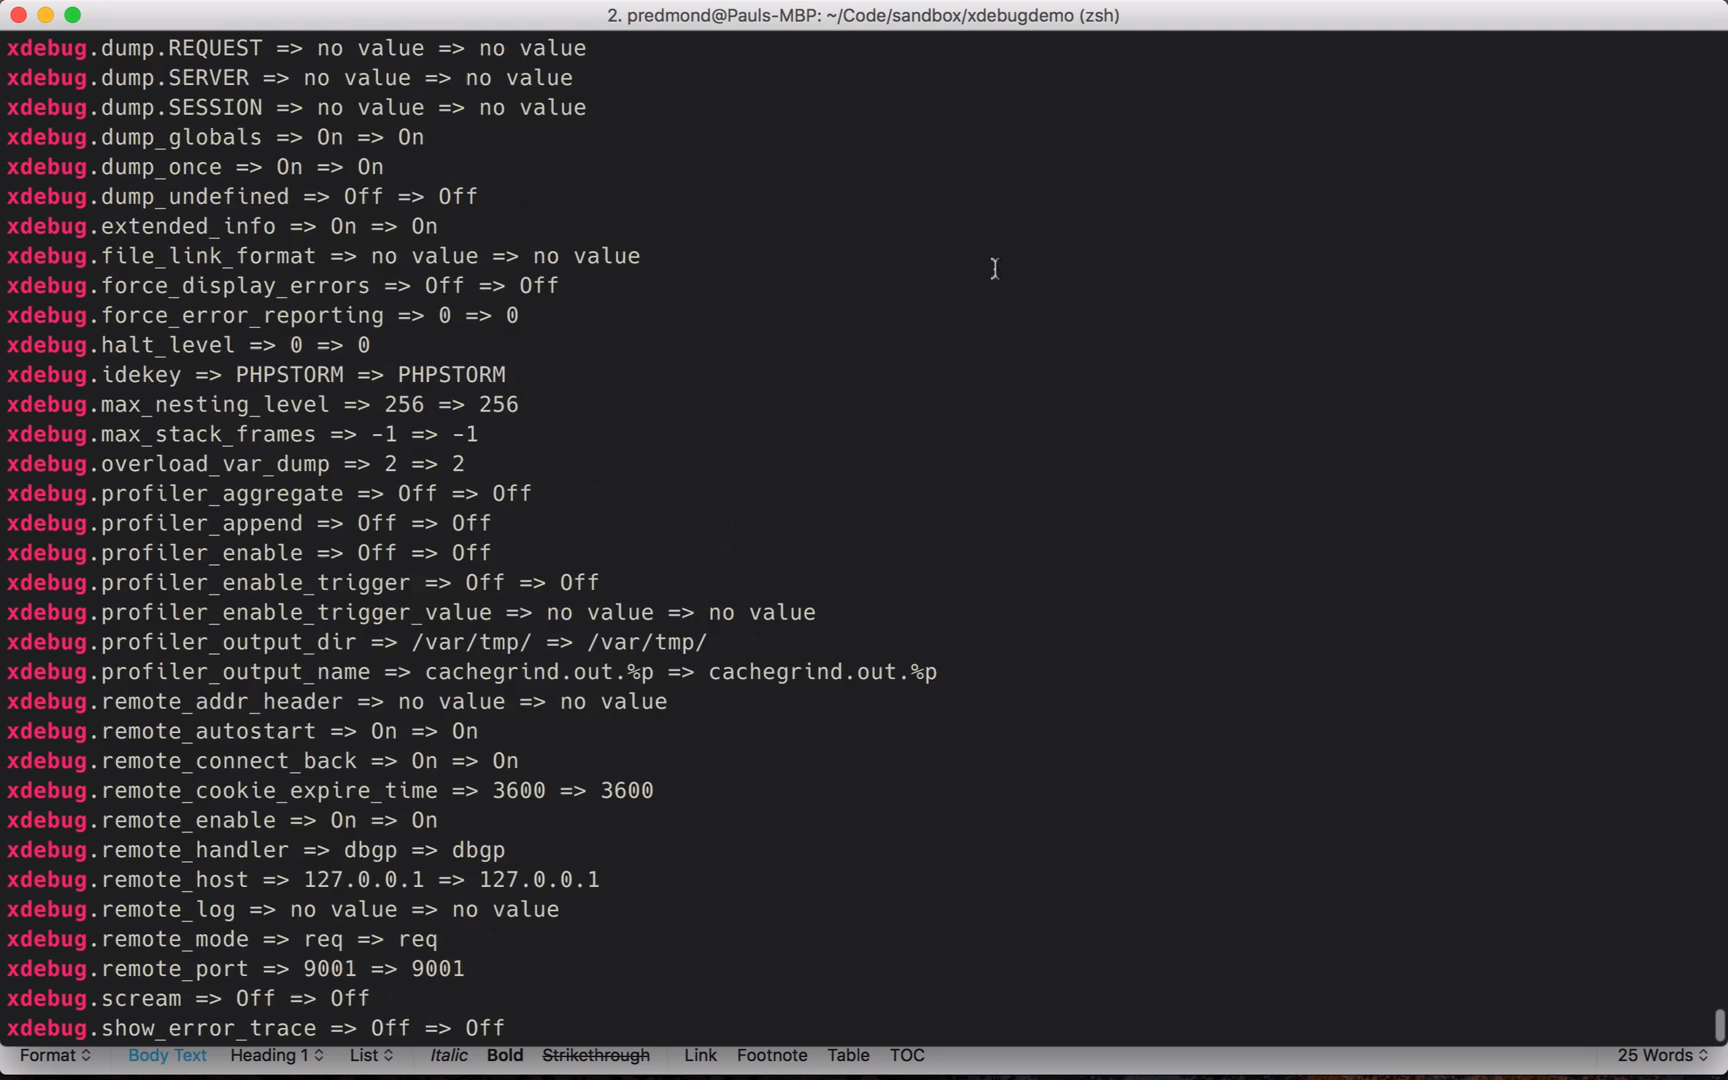 2. predmond@Pauls-MBP: ~/Code/sandbox/xdebugdemo (zsh)
xdebug.dump.REQUEST => no value => no value
xdebug.dump.SERVER => no value => no value
xdebug.dump.SESSION => no value => no value
xdebug.dump_globals => On => On
xdebug.dump_once => On => On
xdebug.dump_undefined => Off => Off
xdebug.extended_info => On => On
xdebug.file_link_format => no value => no value
xdebug.force_display_errors => Off => Off
xdebug.force_error_reporting => 0 => 0
xdebug.halt_level => 0 => 0
xdebug.idekey => PHPSTORM => PHPSTORM
xdebug.max_nesting_level => 256 => 256
xdebug.max_stack_frames => -1 => -1
xdebug.overload_var_dump => 2 => 2
xdebug.profiler_aggregate => Off => Off
xdebug.profiler_append => Off => Off
xdebug.profiler_enable => Off => Off
xdebug.profiler_enable_trigger => Off => Off
xdebug.profiler_enable_trigger_value => no value => no value
xdebug.profiler_output_dir => /var/tmp/ => /var/tmp/
xdebug.profiler_output_name => cachegrind.out.%p => cachegrind.out.%p
xdebug.remote_addr_header => no value => no value
xdebug.remote_autostart => On => On
xdebug.remote_connect_back => On => On
xdebug.remote_cookie_expire_time => 3600 => 3600
xdebug.remote_enable => On => On
xdebug.remote_handler => dbgp => dbgp
xdebug.remote_host => 127.0.0.1 => 127.0.0.1
xdebug.remote_log => no value => no value
xdebug.remote_mode => req => req
xdebug.remote_port => 9001 => 9001
xdebug.scream => Off => Off
xdebug.show_error_trace => Off => Off
Format Body Text Heading 1 List Italic Bold Strikethrough Link Footnote Table TOC 25 Words